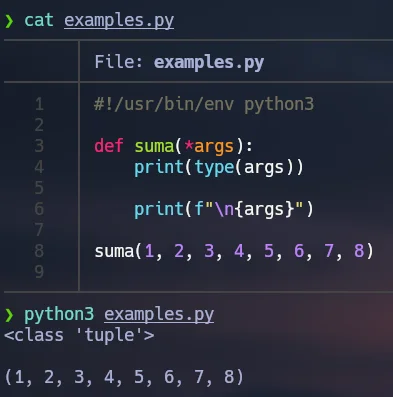 ❯ cat examples.py
File: examples.py
1 #!/usr/bin/env python3
2
3 def suma(*args):
4     print(type(args))
5
6     print(f"\n{args}")
7
8 suma(1, 2, 3, 4, 5, 6, 7, 8)
9
❯ python3 examples.py
<class 'tuple'>
(1, 2, 3, 4, 5, 6, 7, 8)